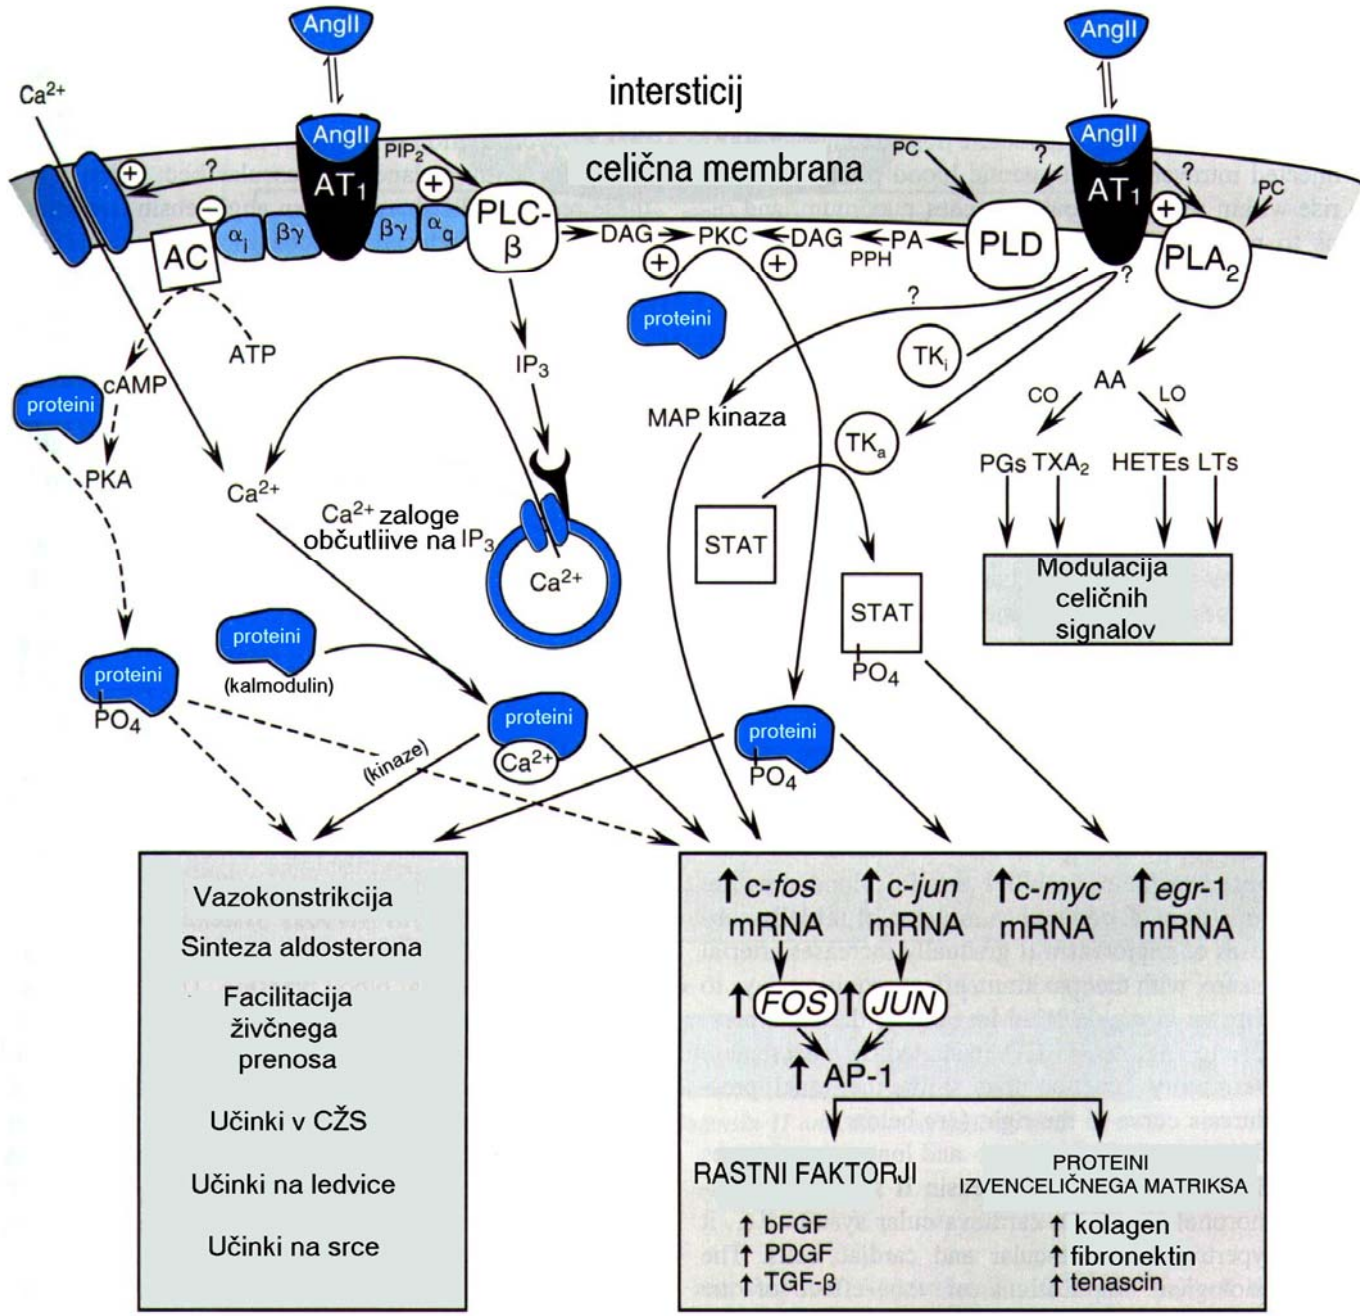 AngII
AngII
Ca2+
intersticij
AngII
AngII
PIP2
celična membrana
PC
?
?
+
?
AT1
+
AT1
+
?
PC
−
αi
βγ
βγ
αq
PLC-
β
DAG
PKC
DAG
PA
PPH
PLD
PLA2
AC
+
+
?
?
proteini
ATP
IP3
TKi
AA
cAMP
proteini
CO
LO
MAP kinaza
TKa
PKA
Ca2+
PGs TXA2
HETEs LTs
Ca2+ zaloge
občutliive na IP3
STAT
Ca2+
Modulacija
celičnih
signalov
STAT
PO4
proteini
(kalmodulin)
proteini
PO4
proteini
Ca2+
proteini
PO4
(kinaze)
Vazokonstrikcija
Sinteza aldosterona
Facilitacija
živčnega
prenosa
Učinki v CŽS
Učinki na ledvice
Učinki na srce
↑ c-fos
mRNA
↑ c-jun
mRNA
↑ c-myc
mRNA
↑ egr-1
mRNA
↑ FOS
↑ JUN
↑ AP-1
RASTNI FAKTORJI
↑ bFGF
↑ PDGF
↑ TGF-β
PROTEINI
IZVENCELIČNEGA MATRIKSA
↑ kolagen
↑ fibronektin
↑ tenascin